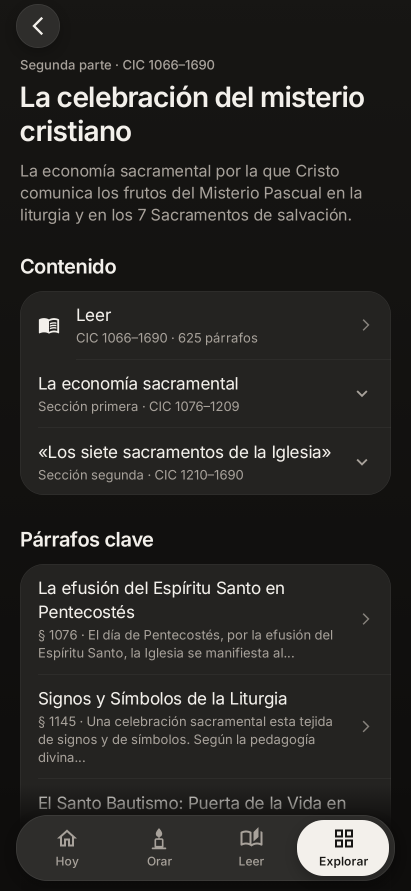 Segunda parte · CIC 1066–1690
La celebración del misterio
cristiano
La economía sacramental por la que Cristo
comunica los frutos del Misterio Pascual en la
liturgia y en los 7 Sacramentos de salvación.
Contenido
Leer
CIC 1066–1690 · 625 párrafos
La economía sacramental
Sección primera · CIC 1076–1209
«Los siete sacramentos de la Iglesia»
Sección segunda · CIC 1210–1690
Párrafos clave
La efusión del Espíritu Santo en
Pentecostés
§ 1076 · El día de Pentecostés, por la efusión del
Espíritu Santo, la Iglesia se manifiesta al...
Signos y Símbolos de la Liturgia
§ 1145 · Una celebración sacramental esta tejida
de signos y de símbolos. Según la pedagogía
divina...
El Santo Bautismo: Puerta de la Vida en
Hoy
Orar
Leer
Explorar